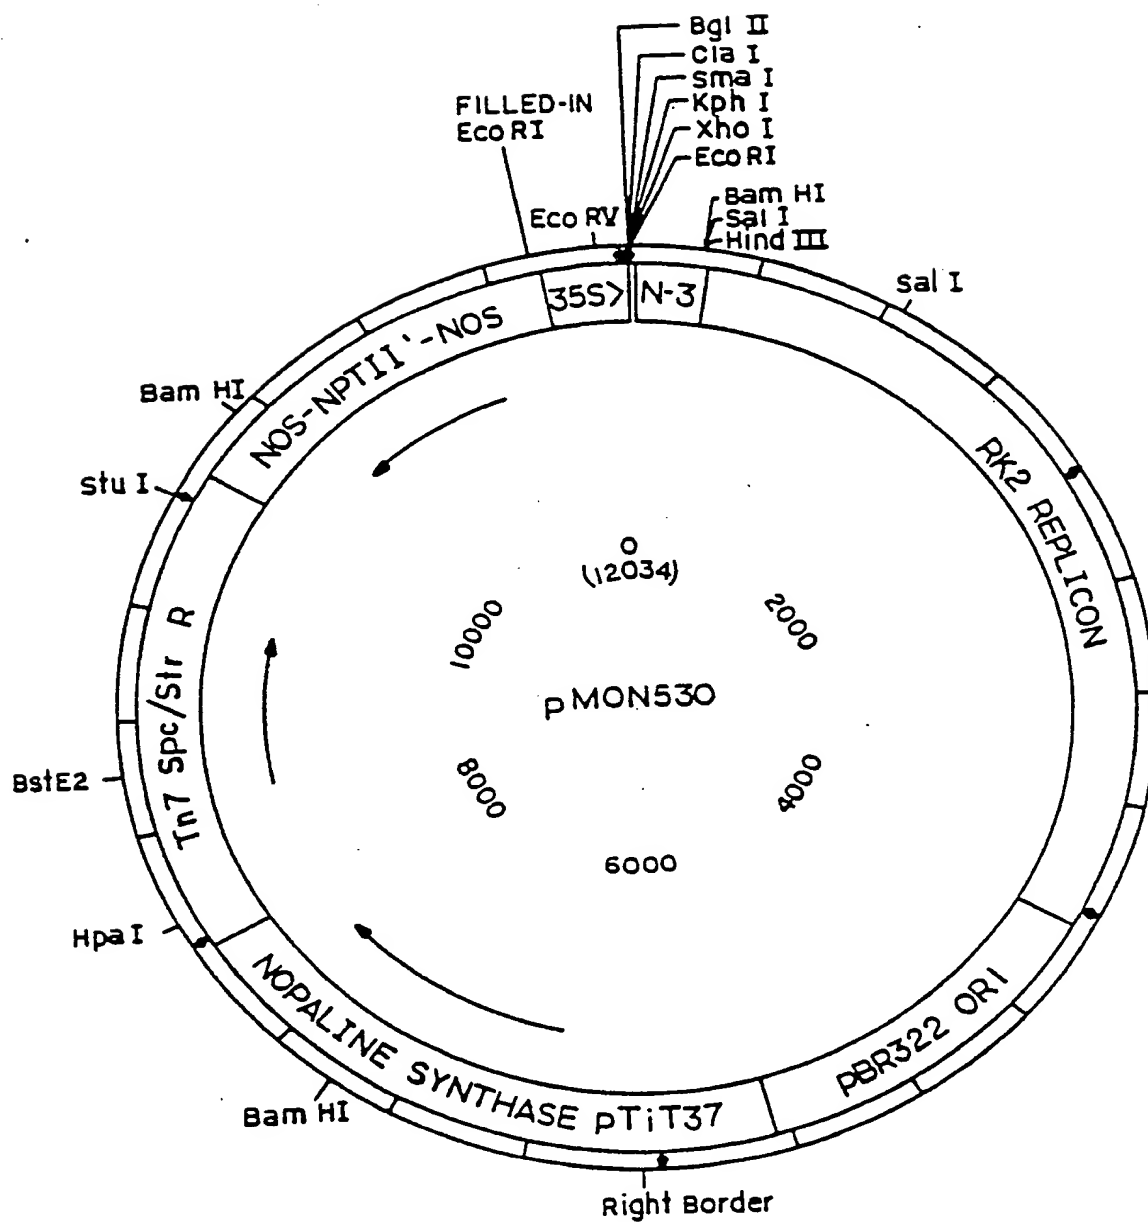 Bgl II
Cla I
Sma I
Kph I
Xho I
EcoRI
FILLED-IN
EcoRI
Eco RV
Bam HI
Sal I
Hind III
Sal I
35S>
N-3
NOS-NPTII'-NOS
Bam HI
Stu I
RK2 REPLICON
O
(12034)
10000
2000
pMON530
Tn7 Spc/Str R
8000
4000
BstE2
6000
Hpa I
NOPALINE SYNTHASE pTiT37
PBR322 ORI
Bam HI
Right Border